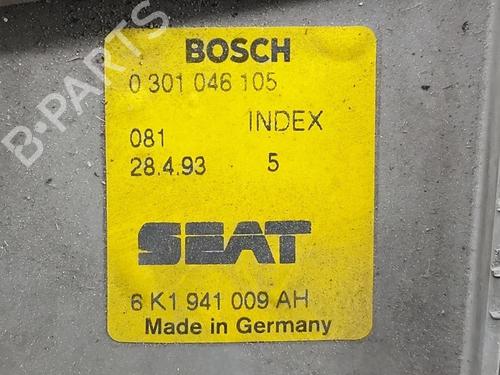 BOSCH
0 301 046 105
INDEX
081
28.4.93 5
SEAT
6 K1 941 009 AH
Made in Germany
B-PARTS